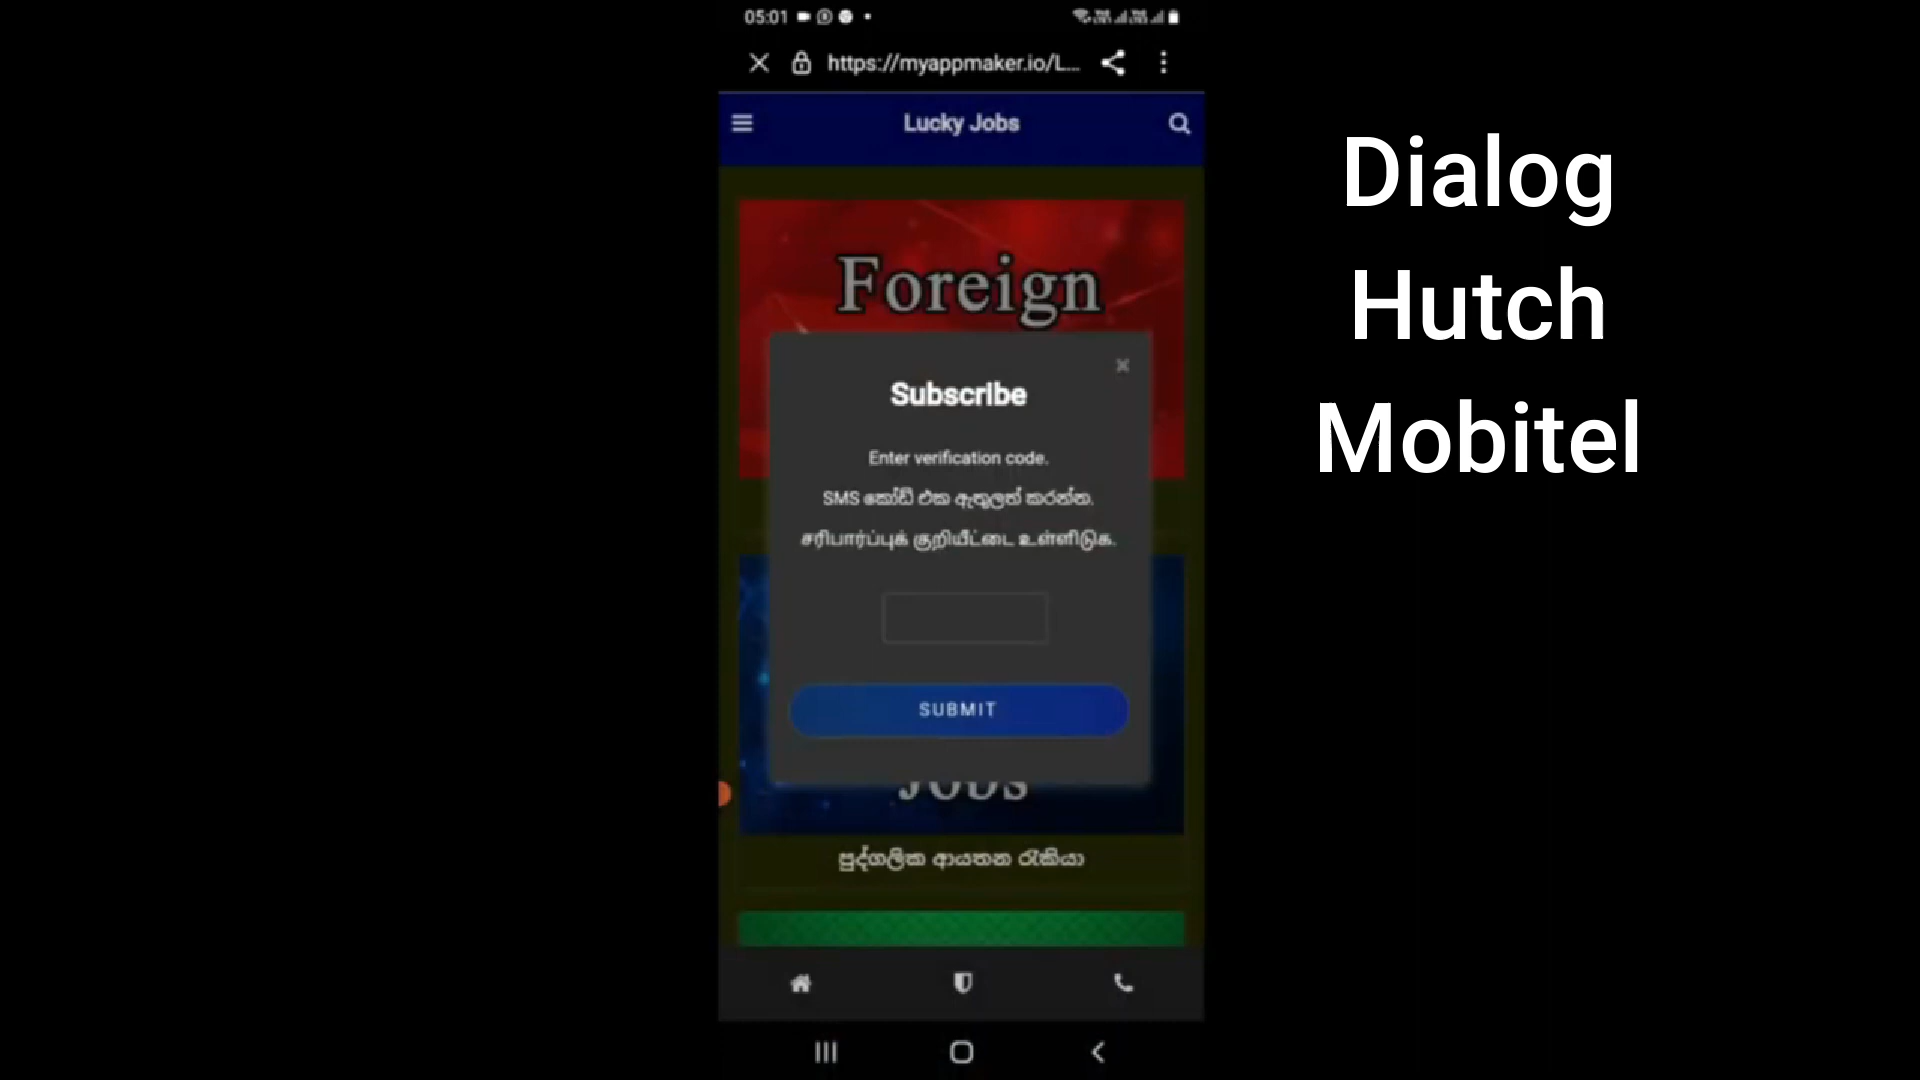 05:01
https://myappmaker.io/L...
Lucky Jobs
Foreign
Subscribe
Enter verification code.
SMS කෝඩ් එක ඇතුලත් කරන්න.
சரிபார்ப்புக் குறியீட்டை உள்ளிடுக.
SUBMIT
JOBS
පුද්ගලික ආයතන රැකියා
Dialog
Hutch
Mobitel